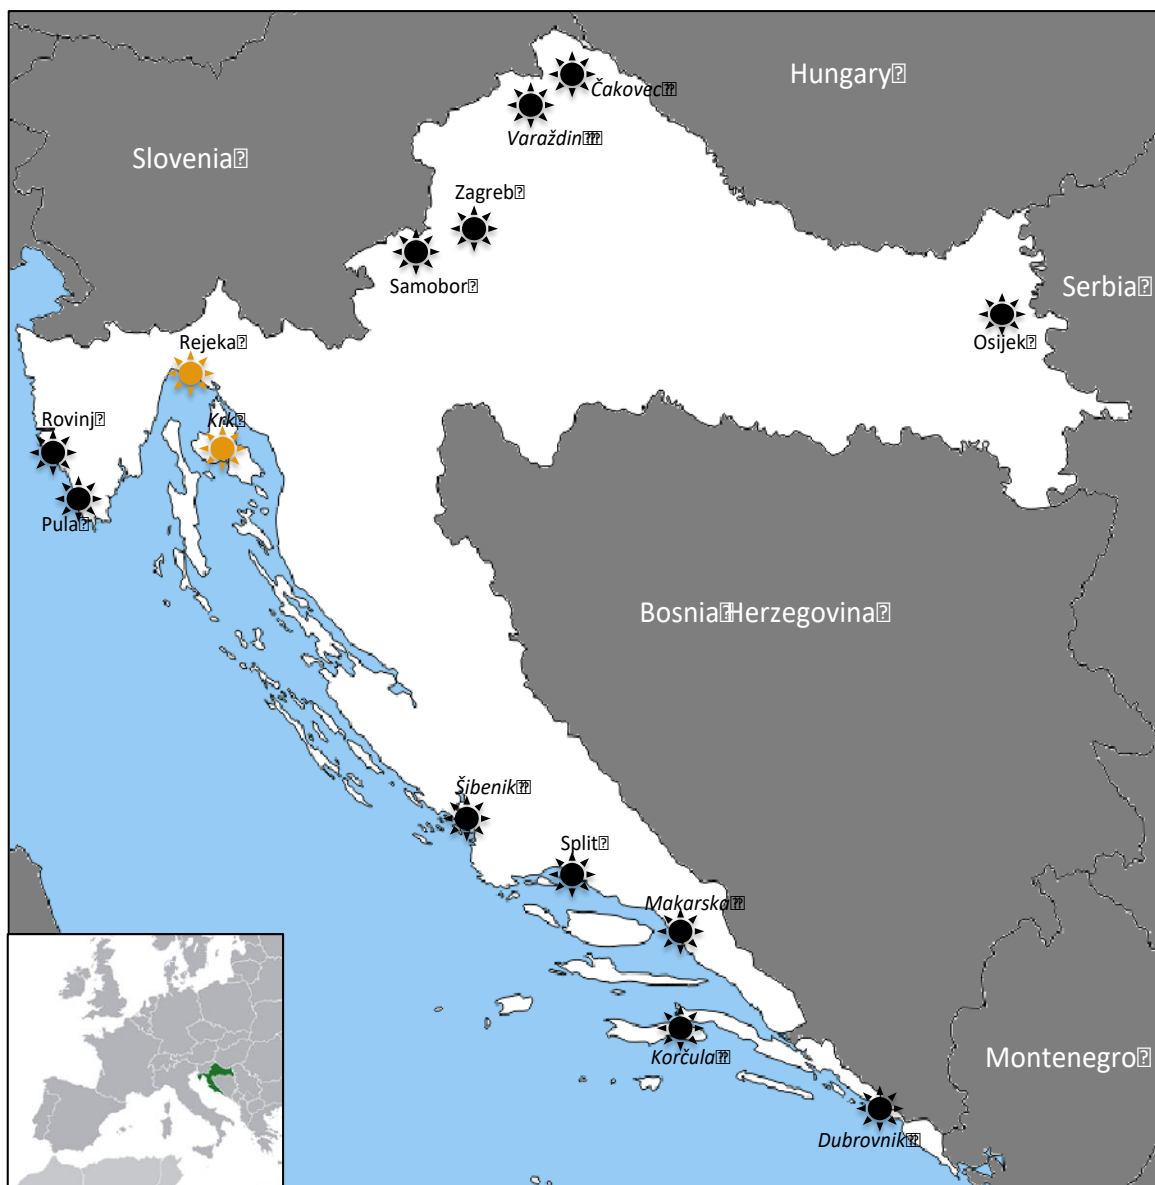 Hungary
Čakovec
Varaždin
Slovenia
Zagreb
Samobor
Serbia
Osijek
Rejeka
Rovinj
Krk
Pula
Bosnia Herzegovina
Šibenik
Split
Makarska
Korčula
Montenegro
Dubrovnik